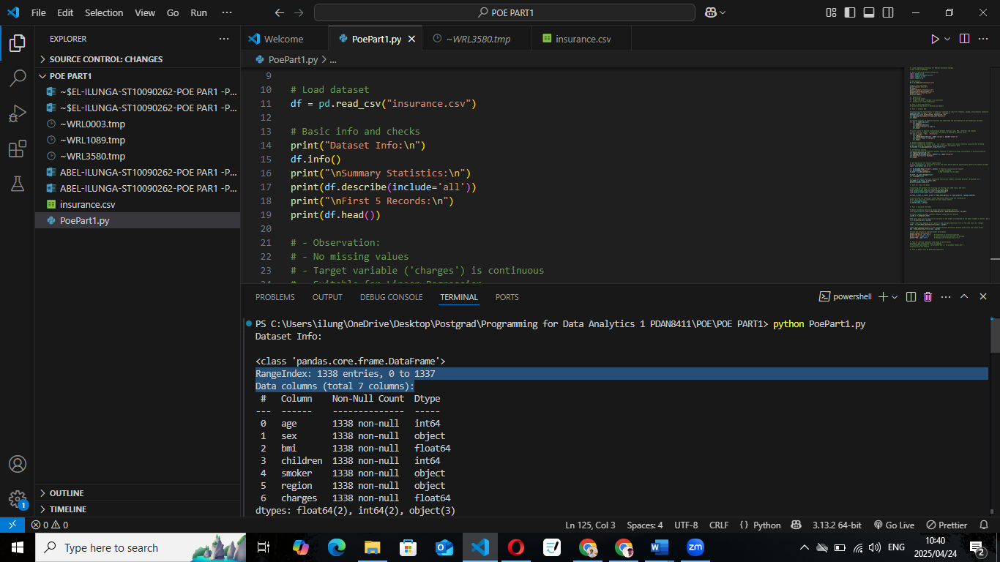 File Edit Selection View Go Run ···
POE PART1
EXPLORER
SOURCE CONTROL: CHANGES
POE PART1
~$EL-ILUNGA-ST10090262-POE PAR1 -P...
~$EL-ILUNGA-ST10090262-POE PAR1 -P...
~WRL0003.tmp
~WRL1089.tmp
~WRL3580.tmp
ABEL-ILUNGA-ST10090262-POE PAR1 -P...
ABEL-ILUNGA-ST10090262-POE PAR1 -P...
insurance.csv
PoePart1.py
OUTLINE
TIMELINE
Welcome PoePart1.py ~WRL3580.tmp insurance.csv
PoePart1.py > ...
9
10 # Load dataset
11 df = pd.read_csv("insurance.csv")
12
13 # Basic info and checks
14 print("Dataset Info:\n")
15 df.info()
16 print("\nSummary Statistics:\n")
17 print(df.describe(include='all'))
18 print("\nFirst 5 Records:\n")
19 print(df.head())
20
21 # - Observation:
22 # - No missing values
23 # - Target variable ('charges') is continuous
24 # - Suitable for Linear Regression
PROBLEMS OUTPUT DEBUG CONSOLE TERMINAL PORTS
powershell
PS C:\Users\ilung\OneDrive\Desktop\Postgrad\Programming for Data Analytics 1 PDAN8411\POE\POE PART1> python PoePart1.py
Dataset Info:
<class 'pandas.core.frame.DataFrame'>
RangeIndex: 1338 entries, 0 to 1337
Data columns (total 7 columns):
# Column Non-Null Count Dtype
--- ------ -------------- -----
0 age 1338 non-null int64
1 sex 1338 non-null object
2 bmi 1338 non-null float64
3 children 1338 non-null int64
4 smoker 1338 non-null object
5 region 1338 non-null object
6 charges 1338 non-null float64
dtypes: float64(2), int64(2), object(3)
1
0 0
Ln 125, Col 3 Spaces: 4 UTF-8 CRLF {} Python 3.13.2 64-bit Go Live Prettier
Type here to search
zm
ENG
10:40
2025/04/24
2